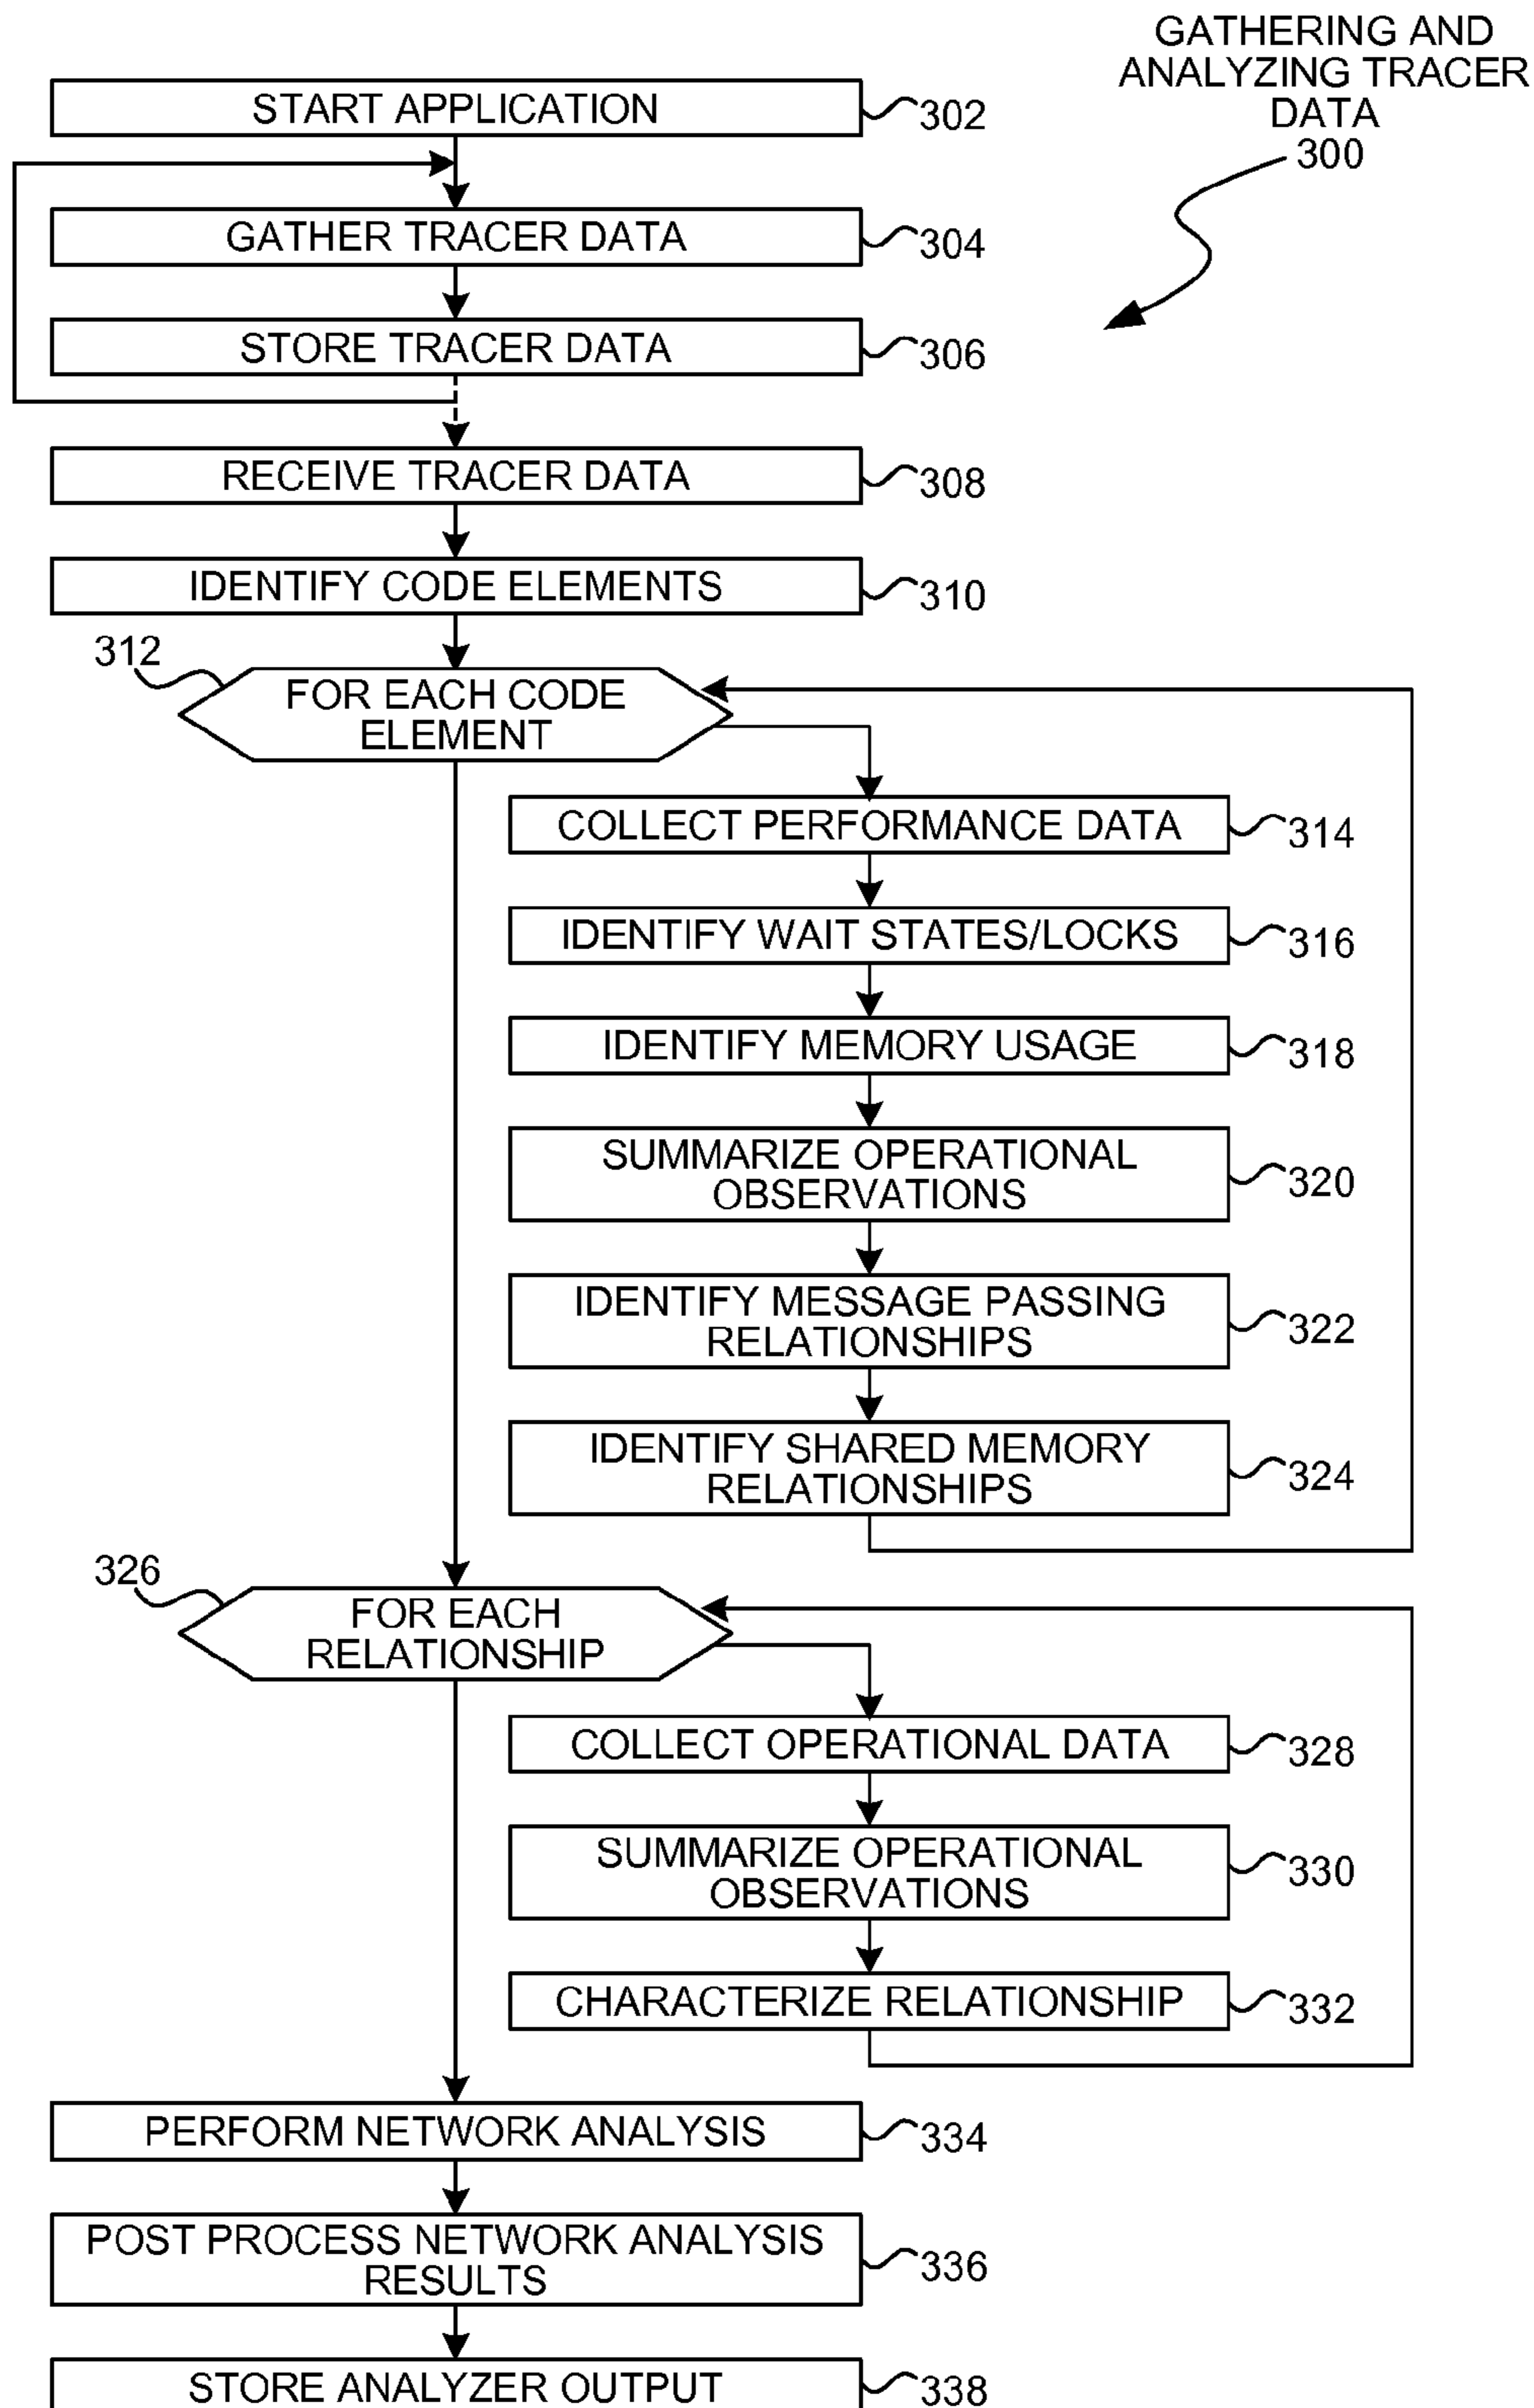 GATHERING AND
ANALYZING TRACER
DATA
300
START APPLICATION
302
GATHER TRACER DATA
304
STORE TRACER DATA
306
RECEIVE TRACER DATA
308
IDENTIFY CODE ELEMENTS
310
312
FOR EACH CODE
ELEMENT
COLLECT PERFORMANCE DATA
314
IDENTIFY WAIT STATES/LOCKS
316
IDENTIFY MEMORY USAGE
318
SUMMARIZE OPERATIONAL
OBSERVATIONS
320
IDENTIFY MESSAGE PASSING
RELATIONSHIPS
322
IDENTIFY SHARED MEMORY
RELATIONSHIPS
324
326
FOR EACH
RELATIONSHIP
COLLECT OPERATIONAL DATA
328
SUMMARIZE OPERATIONAL
OBSERVATIONS
330
CHARACTERIZE RELATIONSHIP
332
PERFORM NETWORK ANALYSIS
334
POST PROCESS NETWORK ANALYSIS
RESULTS
336
STORE ANALYZER OUTPUT
338